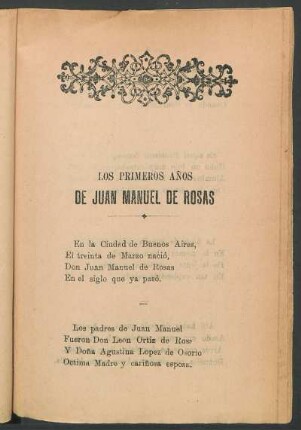 LOS PRIMEROS AÑOS
DE JUAN MANUEL DE ROSAS
En la Ciudad de Buenos Aires,
El treinta de Marzo nació,
Don Juan Manuel de Rosas
En el siglo que ya pasó.
Los padres de Juan Manuel
Fueron Don Leon Ortiz de Rosas
Y Doña Agustina Lopez de Osorio
Optima Madre y cariñosa esposa.